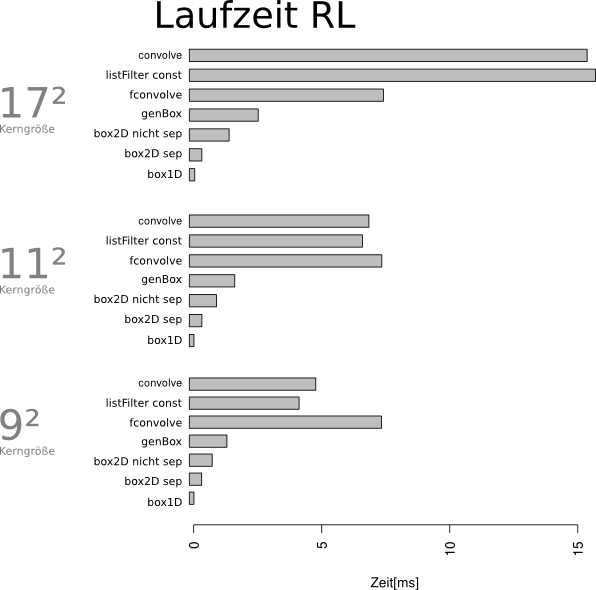 Laufzeit RL
17²
Kerngröße
convolve
listFilter const
fconvolve
genBox
box2D nicht sep
box2D sep
box1D
11²
Kerngröße
convolve
listFilter const
fconvolve
genBox
box2D nicht sep
box2D sep
box1D
9²
Kerngröße
convolve
listFilter const
fconvolve
genBox
box2D nicht sep
box2D sep
box1D
0 5 10 15
Zeit[ms]